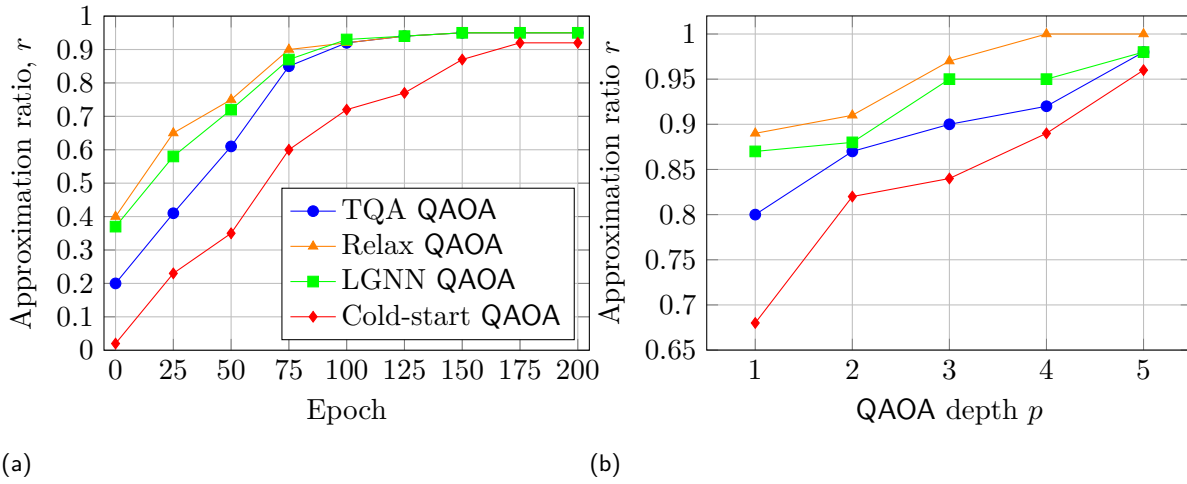 Approximation ratio, r
1
0.9
0.8
0.7
0.6
0.5
0.4
0.3
0.2
0.1
0
0 25 50 75 100 125 150 175 200
Epoch
TQA QAOA
Relax QAOA
LGNN QAOA
Cold-start QAOA
(a)
Approximation ratio r
1
0.95
0.9
0.85
0.8
0.75
0.7
0.65
1 2 3 4 5
QAOA depth p
(b)